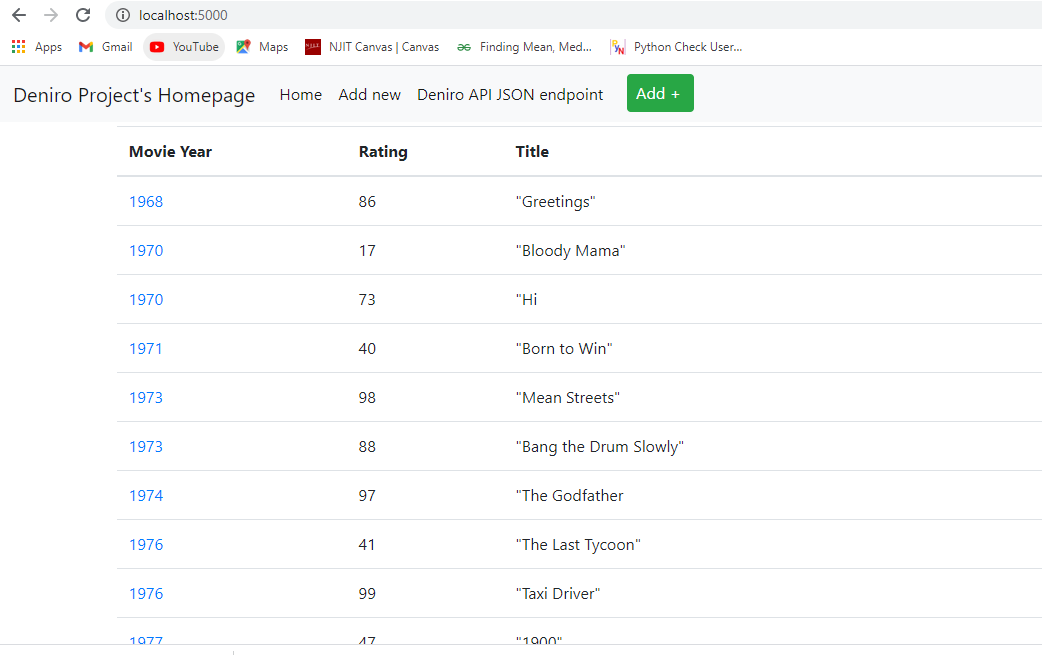 localhost:5000
Apps Gmail YouTube Maps NJIT Canvas | Canvas Finding Mean, Med... Python Check User...
Deniro Project's Homepage Home Add new Deniro API JSON endpoint Add +
Movie Year Rating Title
1968 86 "Greetings"
1970 17 "Bloody Mama"
1970 73 "Hi
1971 40 "Born to Win"
1973 98 "Mean Streets"
1973 88 "Bang the Drum Slowly"
1974 97 "The Godfather
1976 41 "The Last Tycoon"
1976 99 "Taxi Driver"
1977 47 "1900"